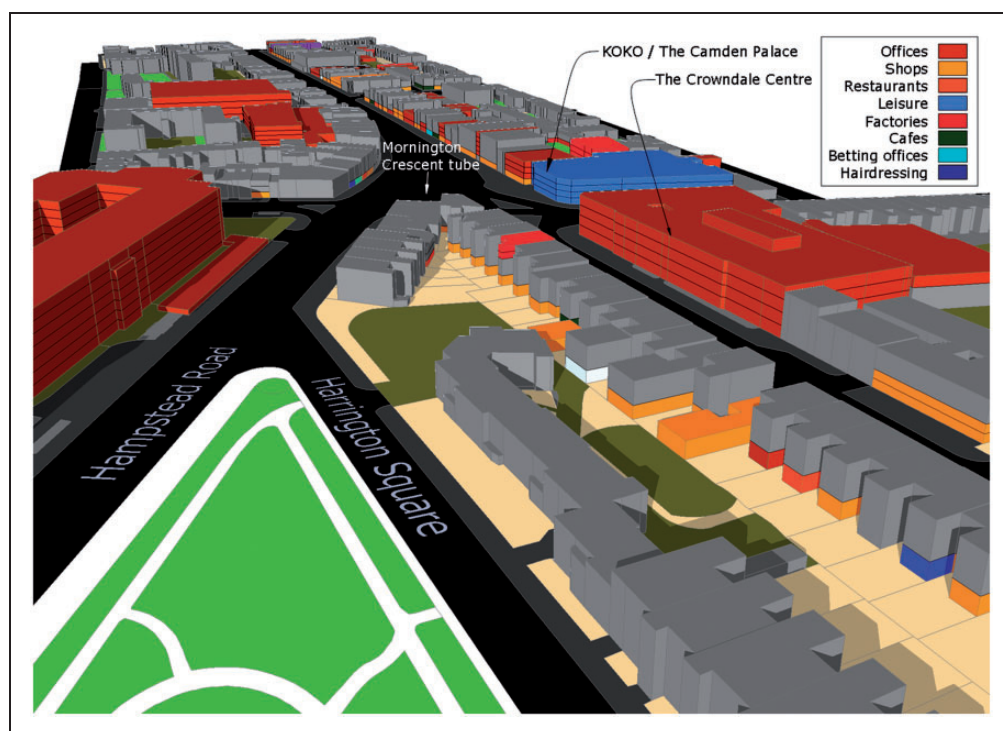 KOKO / The Camden Palace
The Crowndale Centre
Offices
Shops
Restaurants
Leisure
Factories
Cafes
Betting offices
Hairdressing
Mornington
Crescent tube
Hampstead Road
Harrington Square